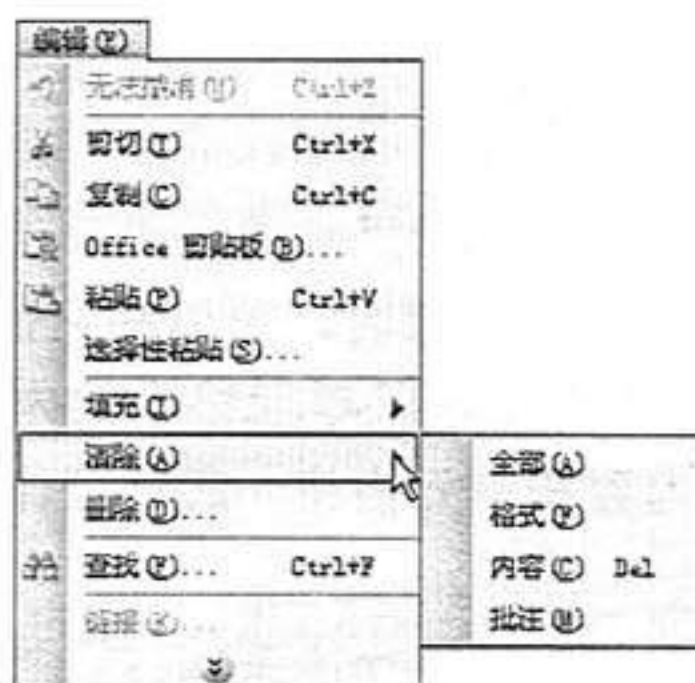 编辑(E)
无法撤消(U) Ctrl+Z
剪切(T) Ctrl+X
复制(C) Ctrl+C
Office 剪贴板(B)...
粘贴(P) Ctrl+V
选择性粘贴(S)...
填充(I)
清除(A)
全部(A)
格式(F)
删除(D)...
内容(C) Del
查找(F)... Ctrl+F
批注(M)
链接(K)...